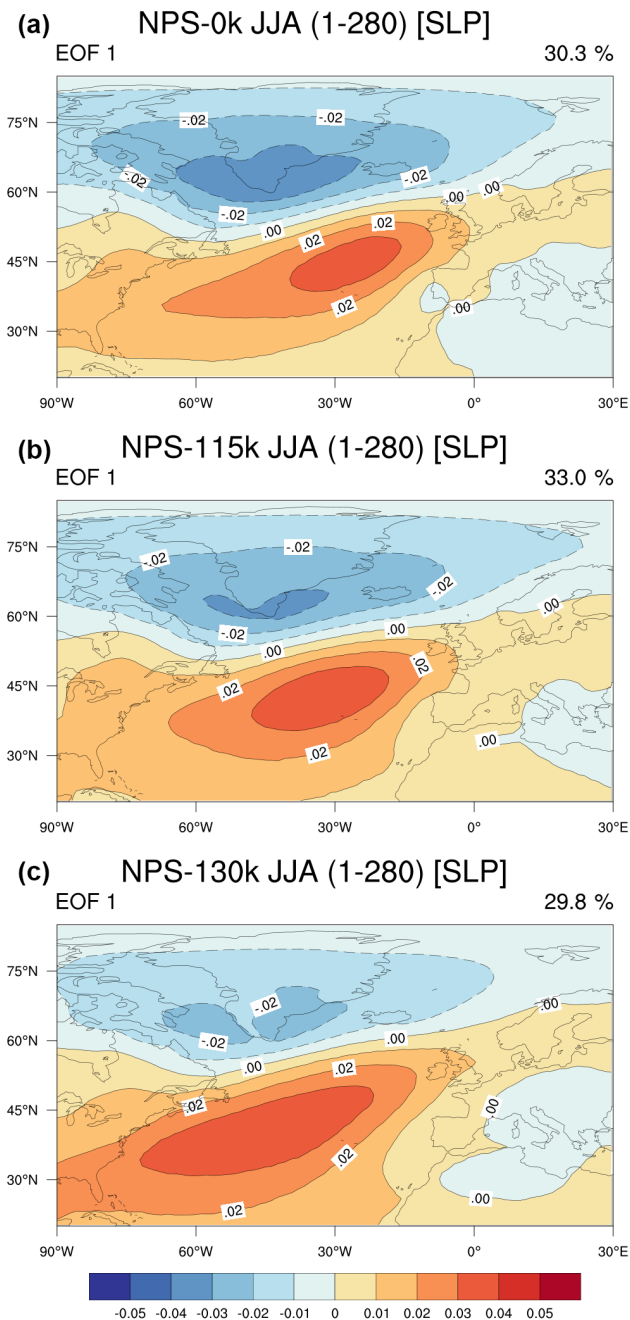 (a) NPS-0k JJA (1-280) [SLP]
EOF 1 30.3 %
75°N
60°N
45°N
30°N
-.02 -.02
-.02 -.02
-.02 .00 .00
.00 .02
.02
.02 .00
90°W 60°W 30°W 0° 30°E
(b) NPS-115k JJA (1-280) [SLP]
EOF 1 33.0 %
75°N
60°N
45°N
30°N
-.02 -.02
-.02
-.02 .00 .00
.00
.02 .02
.02 .00
90°W 60°W 30°W 0° 30°E
(c) NPS-130k JJA (1-280) [SLP]
EOF 1 29.8 %
75°N
60°N
45°N
30°N
-.02 .00
-.02 .00
.00 .02
.02 .00
.02
.02 .00
90°W 60°W 30°W 0° 30°E
-0.05 -0.04 -0.03 -0.02 -0.01 0 0.01 0.02 0.03 0.04 0.05